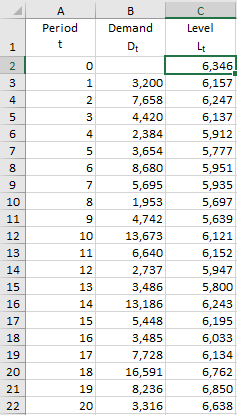 A B C
1 Period t Demand Dt Level Lt
2 0 6,346
3 1 3,200 6,157
4 2 7,658 6,247
5 3 4,420 6,137
6 4 2,384 5,912
7 5 3,654 5,777
8 6 8,680 5,951
9 7 5,695 5,935
10 8 1,953 5,697
11 9 4,742 5,639
12 10 13,673 6,121
13 11 6,640 6,152
14 12 2,737 5,947
15 13 3,486 5,800
16 14 13,186 6,243
17 15 5,448 6,195
18 16 3,485 6,033
19 17 7,728 6,134
20 18 16,591 6,762
21 19 8,236 6,850
22 20 3,316 6,638